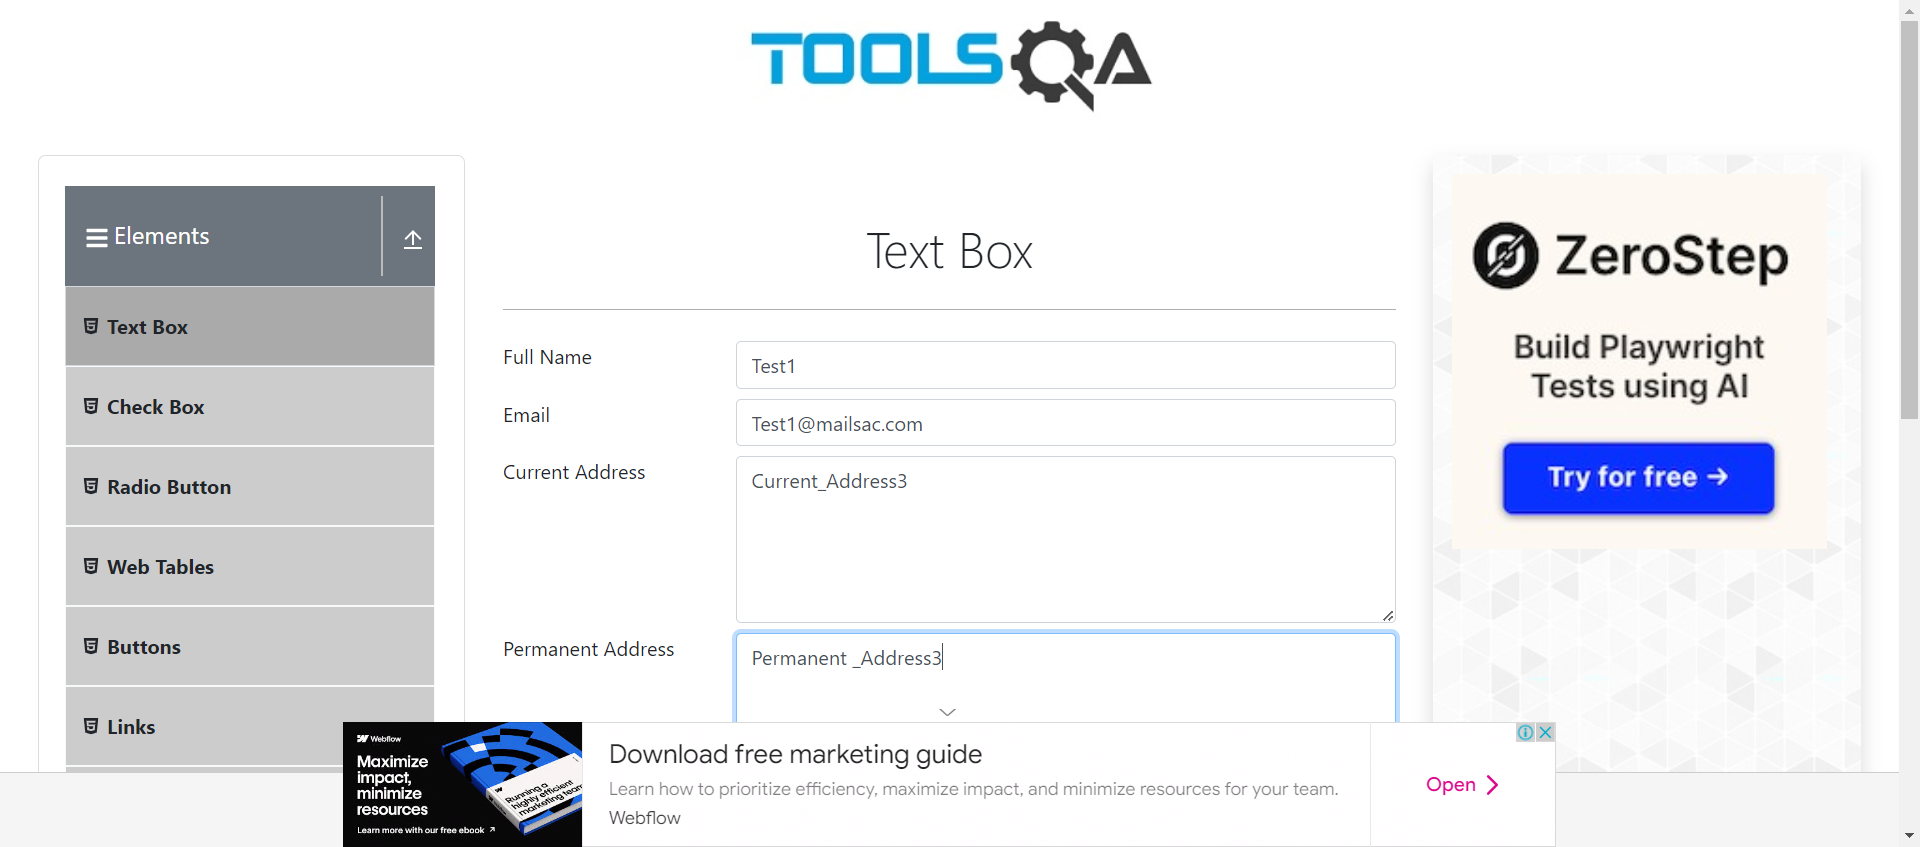 TOOLSQA
Elements
Text Box
Check Box
Radio Button
Web Tables
Buttons
Links
Text Box
Full Name
Test1
Email
Test1@mailsac.com
Current Address
Current_Address3
Permanent Address
Permanent _Address3
ZeroStep
Build Playwright
Tests using AI
Try for free →
Webflow
Maximize
impact,
minimize
resources
Learn more with our free ebook ↗
Running a
highly efficient
marketing team
Download free marketing guide
Learn how to prioritize efficiency, maximize impact, and minimize resources for your team.
Webflow
Open